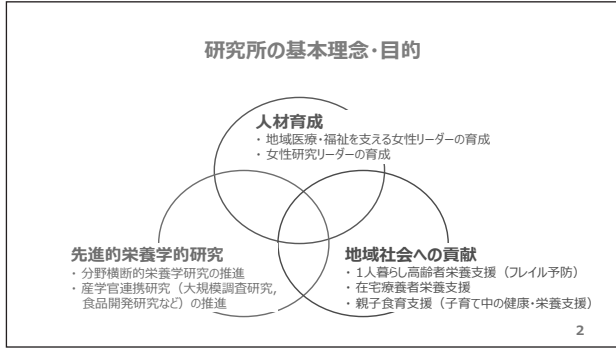 研究所の基本理念・目的
人材育成
・ 地域医療・福祉を支える女性リーダーの育成
・ 女性研究リーダーの育成
先進的栄養学的研究
・ 分野横断的栄養学研究の推進
・ 産学官連携研究（大規模調査研究,
食品開発研究など）の推進
地域社会への貢献
・ 1人暮らし高齢者栄養支援（フレイル予防）
・ 在宅療養者栄養支援
・ 親子食育支援（子育て中の健康・栄養支援）
2